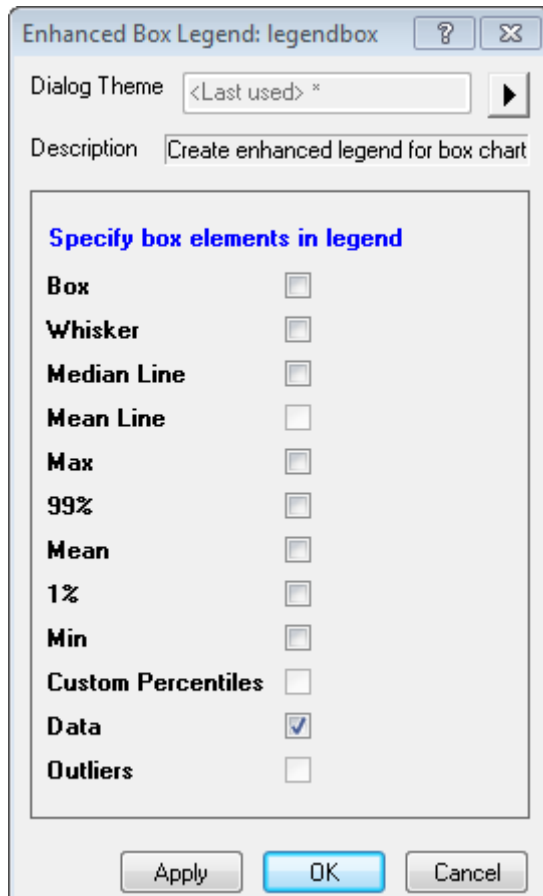 Enhanced Box Legend: legendbox
Dialog Theme <Last used> *
Description Create enhanced legend for box chart
Specify box elements in legend
Box
Whisker
Median Line
Mean Line
Max
99%
Mean
1%
Min
Custom Percentiles
Data
Outliers
Apply OK Cancel